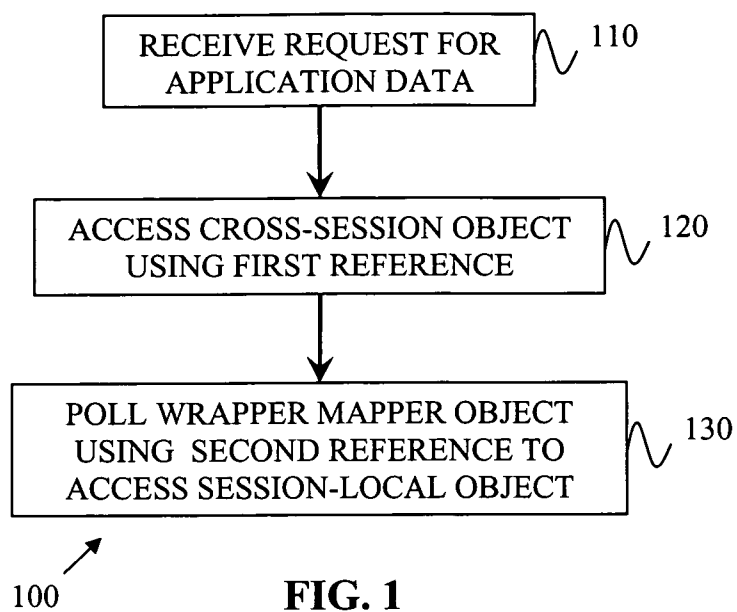 RECEIVE REQUEST FOR
APPLICATION DATA
110
ACCESS CROSS-SESSION OBJECT
USING FIRST REFERENCE
120
POLL WRAPPER MAPPER OBJECT
USING SECOND REFERENCE TO
ACCESS SESSION-LOCAL OBJECT
130
100
FIG. 1